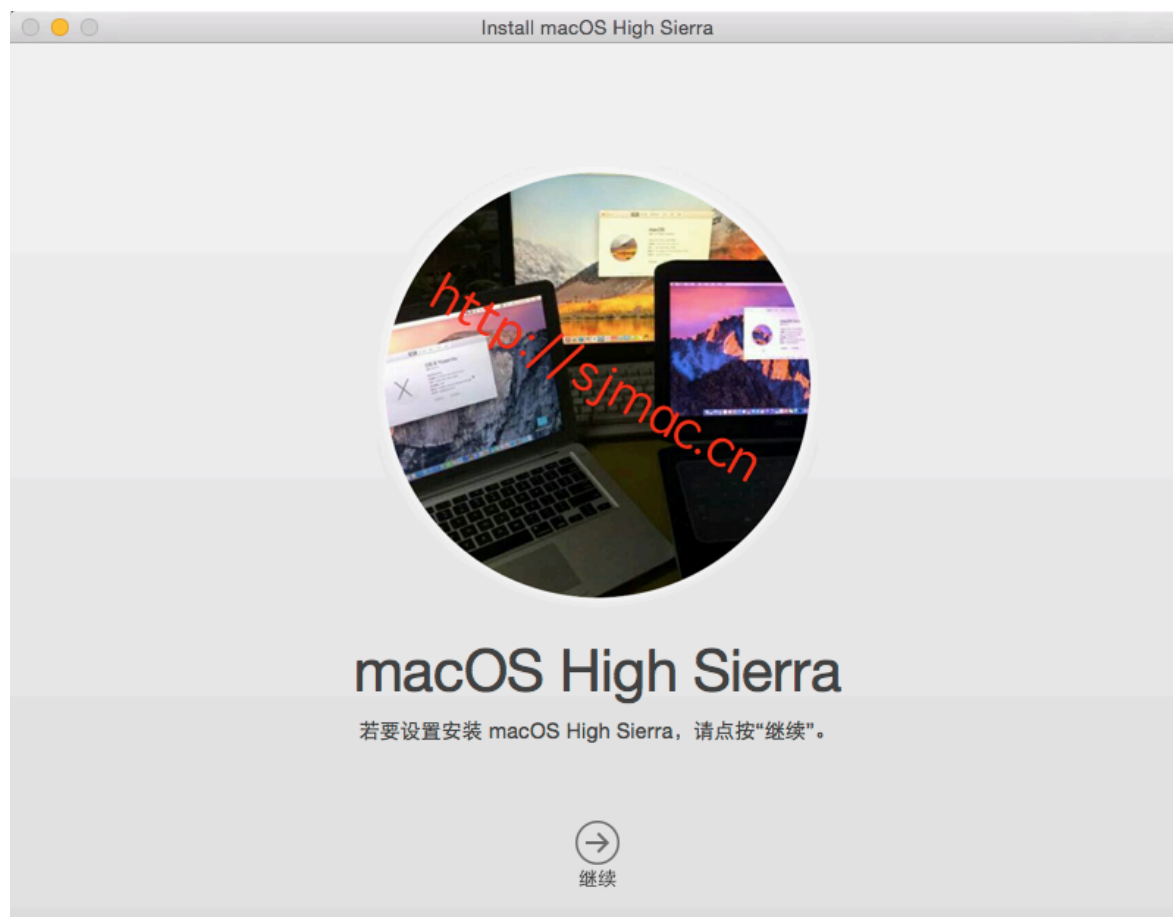 Install macOS High Sierra
http://sjmac.cn
macOS High Sierra
若要设置安装 macOS High Sierra，请点按“继续”。
继续